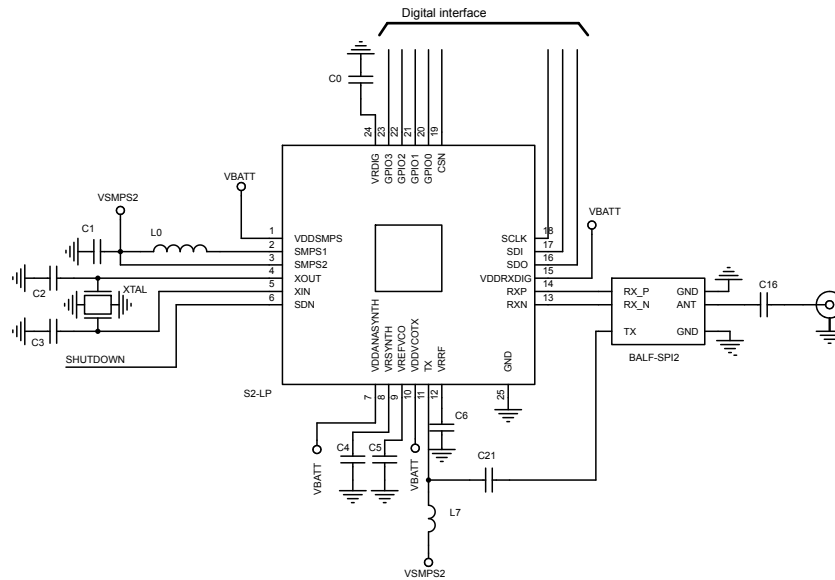 Digital interface
C0
24
23
22
21
20
19
VRDIG
GPIO3
GPIO2
GPIO1
GPIO0
CSN
VBATT
VSMPS2
C1
L0
1
2
3
4
5
6
VDDSMPS
SMPS1
SMPS2
XOUT
XIN
SDN
C2
XTAL
C3
SHUTDOWN
S2-LP
SCLK
SDI
SDO
VDDRXDIG
RXP
RXN
18
17
16
15
14
13
VBATT
RX_P
RX_N
TX
GND
ANT
GND
BALF-SPI2
C16
VDDANASYNTH
VRSYNTH
VREFVCO
VDDVCOTX
TX
VRRF
GND
7
8
9
10
11
12
25
VBATT
C4
C5
VBATT
C6
C21
L7
VSMPS2